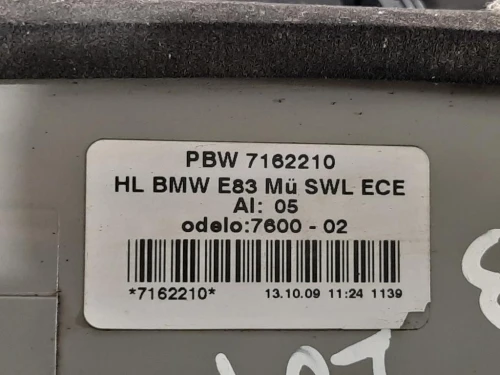 PBW 7162210
HL BMW E83 Mü SWL ECE
AI: 05
odelo:7600 - 02
*7162210* 13.10.09 11:24 1139